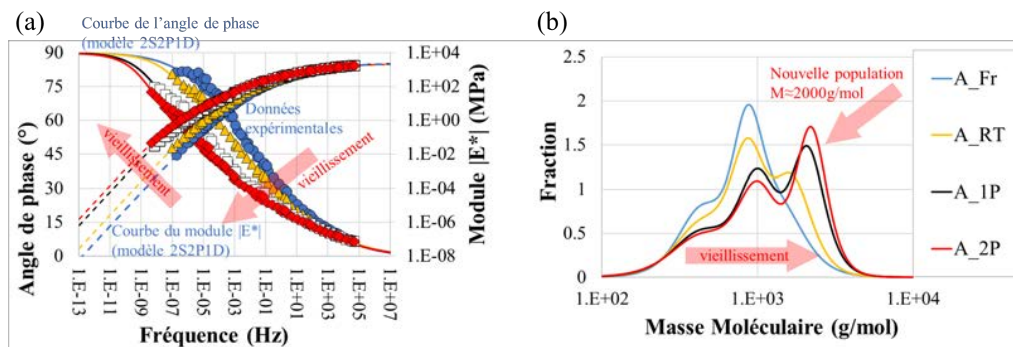 (a)
Courbe de l'angle de phase
(modèle 2S2P1D)
90
75
60
45
30
15
0
Angle de phase (°)
1.E+04
1.E+02
1.E+00
1.E-02
1.E-04
1.E-06
1.E-08
Module |E*| (MPa)
Données
expérimentales
vieillissement
vieillissement
Courbe du module |E*|
(modèle 2S2P1D)
1.E-13
1.E-11
1.E-09
1.E-07
1.E-05
1.E-03
1.E-01
1.E+01
1.E+03
1.E+05
1.E+07
Fréquence (Hz)
(b)
2.5
2
1.5
1
0.5
0
Fraction
Nouvelle population
M≈2000g/mol
vieillissement
1.E+02
1.E+03
1.E+04
Masse Moléculaire (g/mol)
A_Fr
A_RT
A_1P
A_2P